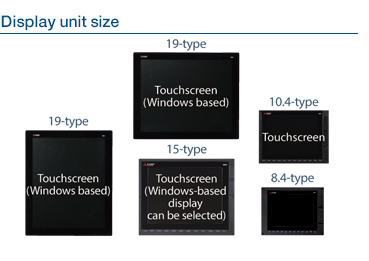 Display unit size
19-type
Touchscreen
(Windows based)
19-type
Touchscreen
(Windows based)
15-type
Touchscreen
(Windows-based
display
can be selected)
10.4-type
Touchscreen
8.4-type